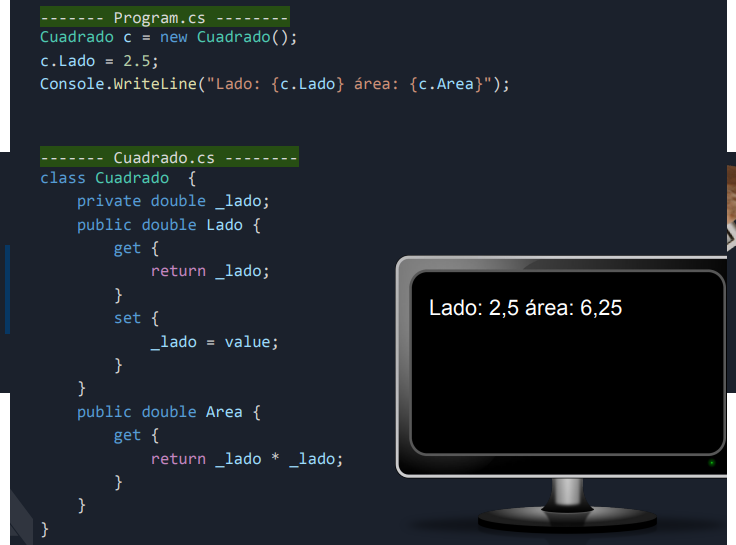 ------- Program.cs --------
Cuadrado c = new Cuadrado();
c.Lado = 2.5;
Console.WriteLine("Lado: {c.Lado} área: {c.Area}");
------- Cuadrado.cs --------
class Cuadrado  {
    private double _lado;
    public double Lado {
        get {
            return _lado;
        }
        set {
            _lado = value;
        }
    }
    public double Area {
        get {
            return _lado * _lado;
        }
    }
}
Lado: 2,5 área: 6,25